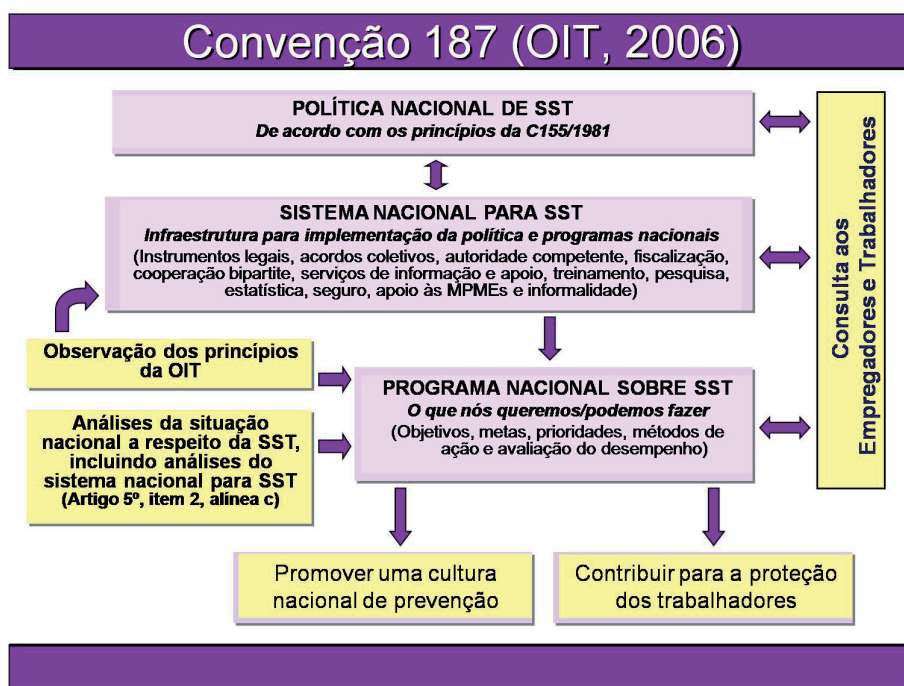 Convenção 187 (OIT, 2006)
POLÍTICA NACIONAL DE SST
De acordo com os princípios da C155/1981
SISTEMA NACIONAL PARA SST
Infraestrutura para implementação da política e programas nacionais
(Instrumentos legais, acordos coletivos, autoridade competente, fiscalização,
cooperação bipartite, serviços de informação e apoio, treinamento, pesquisa,
estatística, seguro, apoio às MPMEs e informalidade)
Observação dos princípios
da OIT
PROGRAMA NACIONAL SOBRE SST
O que nós queremos/podemos fazer
(Objetivos, metas, prioridades, métodos de
ação e avaliação do desempenho)
Análises da situação
nacional a respeito da SST,
incluindo análises do
sistema nacional para SST
(Artigo 5º, item 2, alínea c)
Promover uma cultura
nacional de prevenção
Contribuir para a proteção
dos trabalhadores
Consulta aos
Empregadores e Trabalhadores